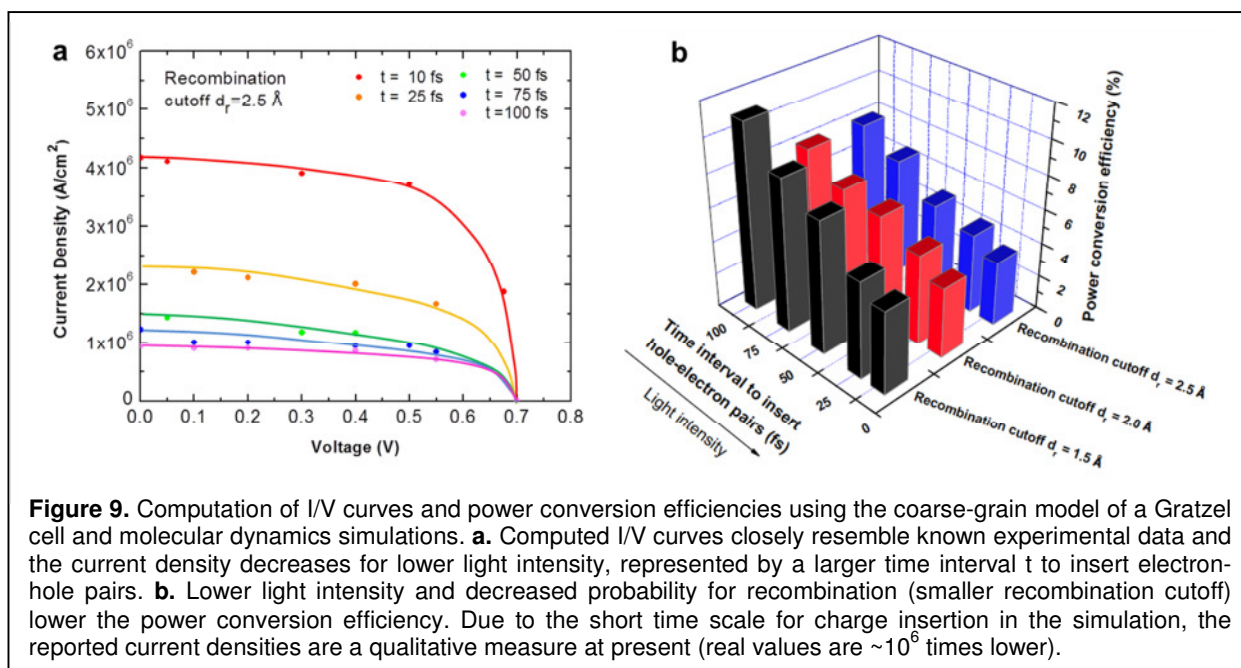 a
6x10⁶
5x10⁶
4x10⁶
3x10⁶
2x10⁶
1x10⁶
0
Current Density (A/cm²)
Recombination
cutoff dᵣ=2.5 Å
t = 10 fs
t = 25 fs
t = 50 fs
t = 75 fs
t =100 fs
0.0 0.1 0.2 0.3 0.4 0.5 0.6 0.7 0.8
Voltage (V)
b
12
10
8
6
4
2
0
Power conversion efficiency (%)
100
75
50
25
0
Time interval to insert
hole-electron pairs (fs)
Light intensity
Recombination cutoff dᵣ = 2.5 Å
Recombination cutoff dᵣ = 2.0 Å
Recombination cutoff dᵣ = 1.5 Å
Figure 9. Computation of I/V curves and power conversion efficiencies using the coarse-grain model of a Gratzel
cell and molecular dynamics simulations. a. Computed I/V curves closely resemble known experimental data and
the current density decreases for lower light intensity, represented by a larger time interval t to insert electron-
hole pairs. b. Lower light intensity and decreased probability for recombination (smaller recombination cutoff)
lower the power conversion efficiency. Due to the short time scale for charge insertion in the simulation, the
reported current densities are a qualitative measure at present (real values are ~10⁶ times lower).